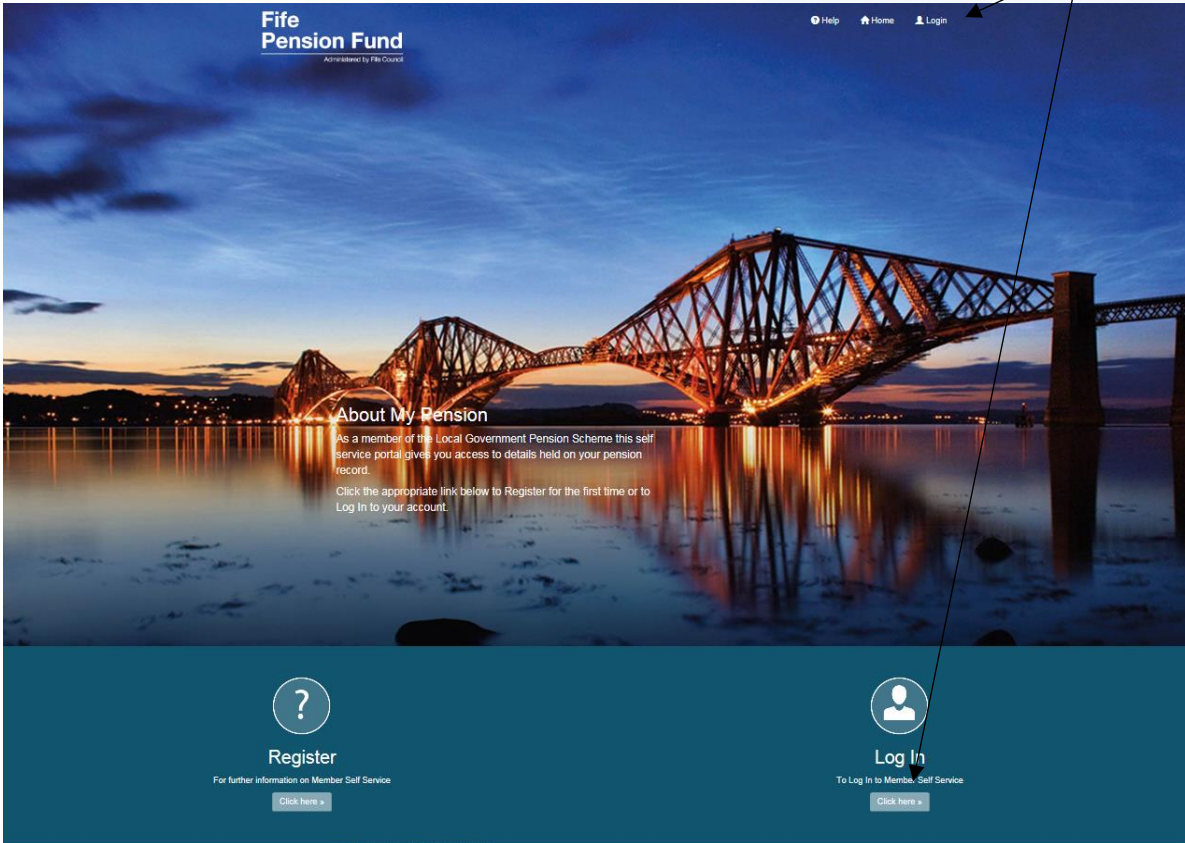 Fife
Pension Fund
Administered by Fife Council
Help Home Login
About My Pension
As a member of the Local Government Pension Scheme this self
service portal gives you access to details held on your pension
record.
Click the appropriate link below to Register for the first time or to
Log In to your account.
?
Register
For further information on Member Self Service
Click here »
Log In
To Log In to Member Self Service
Click here »